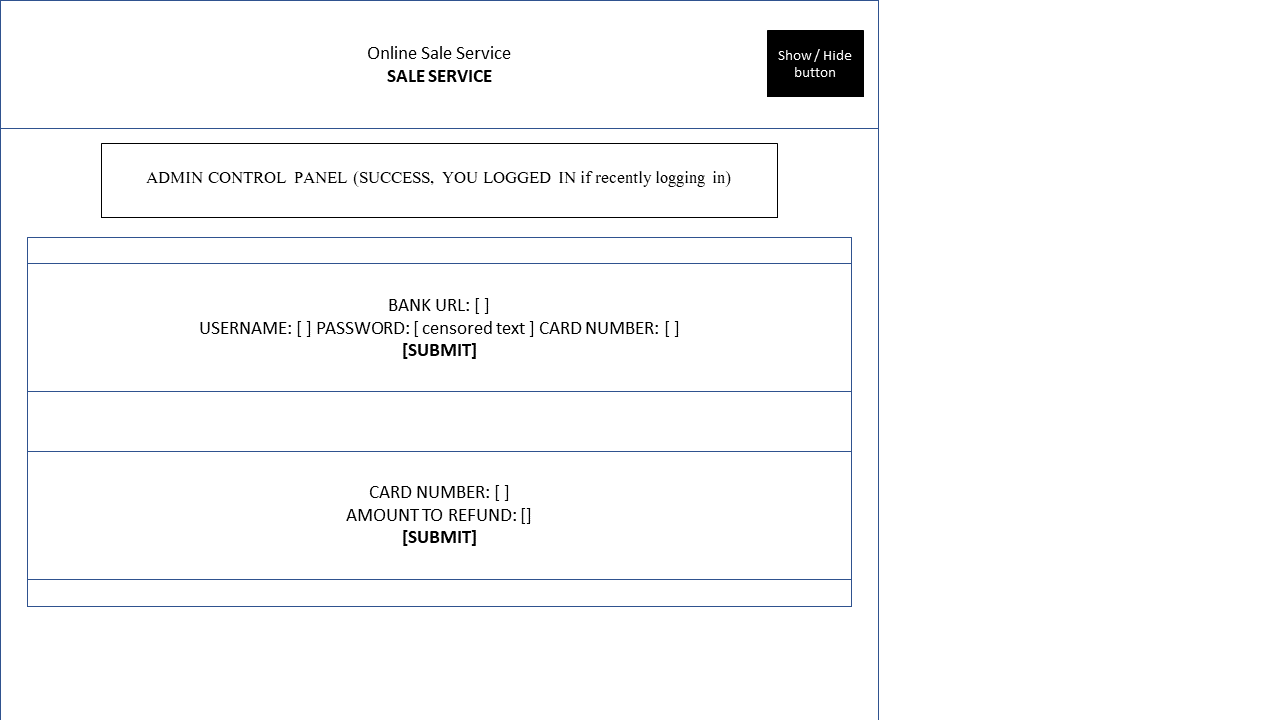 Online Sale Service
SALE SERVICE
Show / Hide
button
ADMIN CONTROL PANEL (SUCCESS, YOU LOGGED IN if recently logging in)
BANK URL: [ ]
USERNAME: [ ] PASSWORD: [ censored text ] CARD NUMBER: [ ]
[SUBMIT]
CARD NUMBER: [ ]
AMOUNT TO REFUND: []
[SUBMIT]